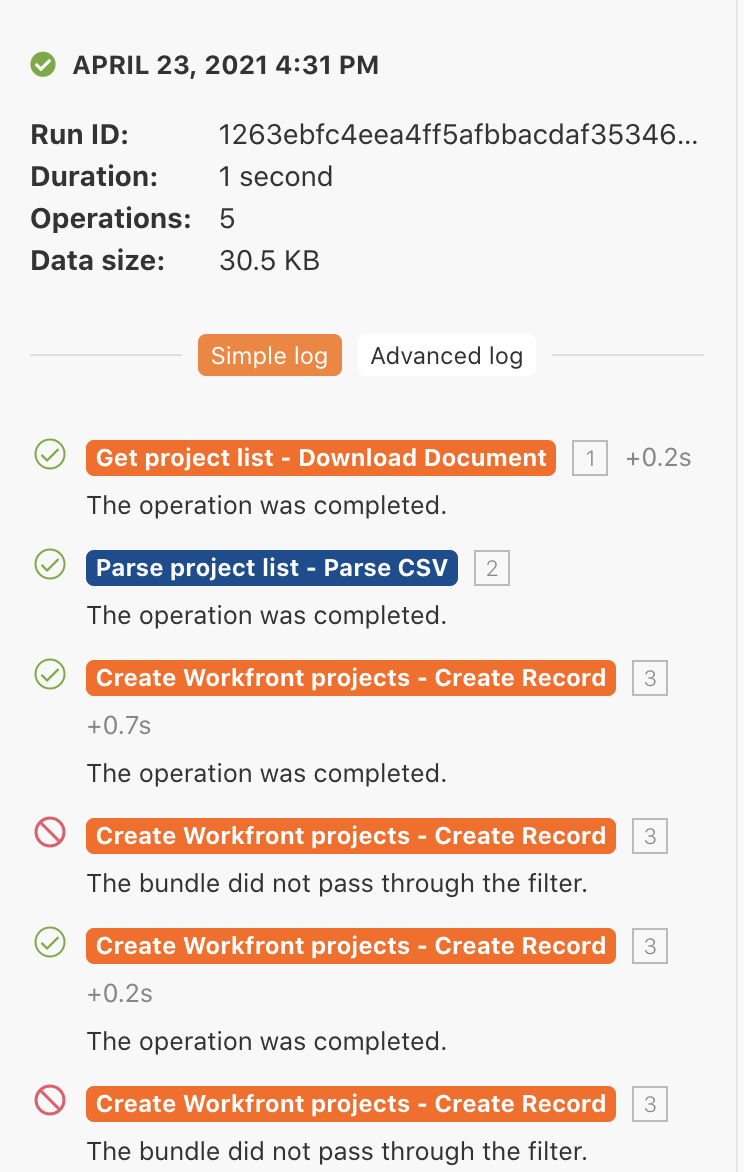 APRIL 23, 2021 4:31 PM
Run ID: 1263ebfc4eea4ff5afbbacdaf35346...
Duration: 1 second
Operations: 5
Data size: 30.5 KB
Simple log Advanced log
Get project list - Download Document 1 +0.2s
The operation was completed.
Parse project list - Parse CSV 2
The operation was completed.
Create Workfront projects - Create Record 3
+0.7s
The operation was completed.
Create Workfront projects - Create Record 3
The bundle did not pass through the filter.
Create Workfront projects - Create Record 3
+0.2s
The operation was completed.
Create Workfront projects - Create Record 3
The bundle did not pass through the filter.